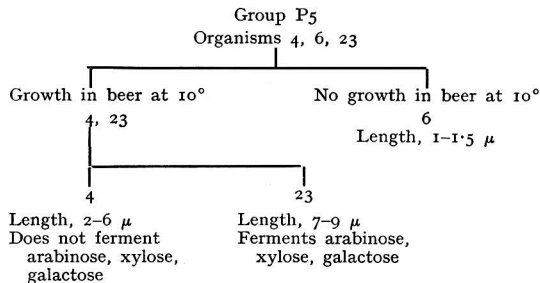 Group P5
Organisms 4, 6, 23
Growth in beer at 10°
4, 23
No growth in beer at 10°
6
Length, 1–1·5 μ
4
Length, 2–6 μ
Does not ferment
arabinose, xylose,
galactose
23
Length, 7–9 μ
Ferments arabinose,
xylose, galactose